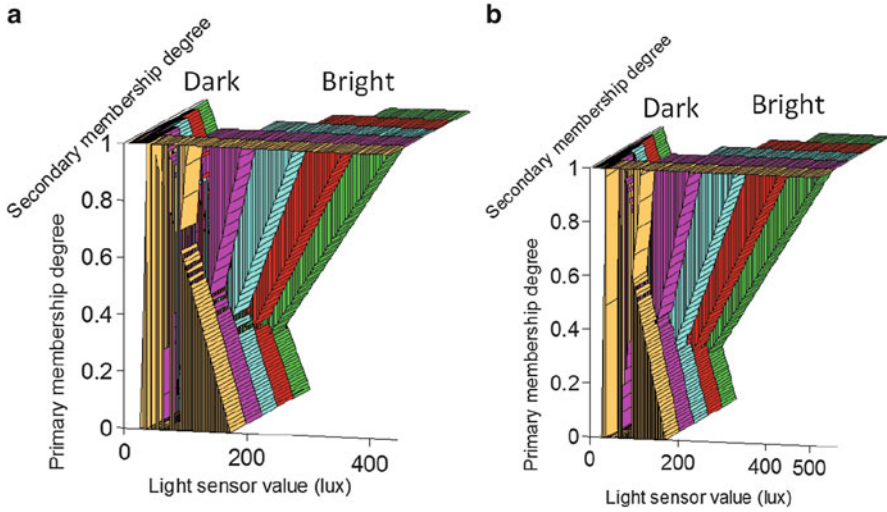 a
Secondary membership degree
Dark
Bright
Primary membership degree
1
0.8
0.6
0.4
0.2
0
0
200
400
Light sensor value (lux)
b
Secondary membership degree
Dark
Bright
Primary membership degree
1
0.8
0.6
0.4
0.2
0
0
200
400
500
Light sensor value (lux)